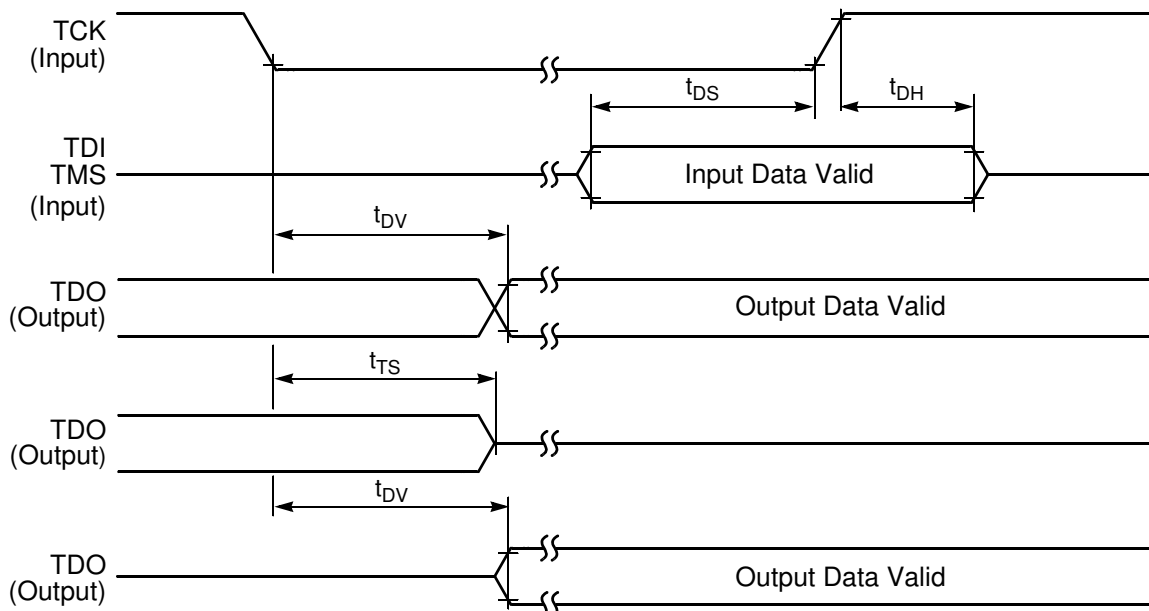 TCK
(Input)
tDS
tDH
TDI
TMS
(Input)
Input Data Valid
tDV
TDO
(Output)
Output Data Valid
tTS
TDO
(Output)
tDV
TDO
(Output)
Output Data Valid